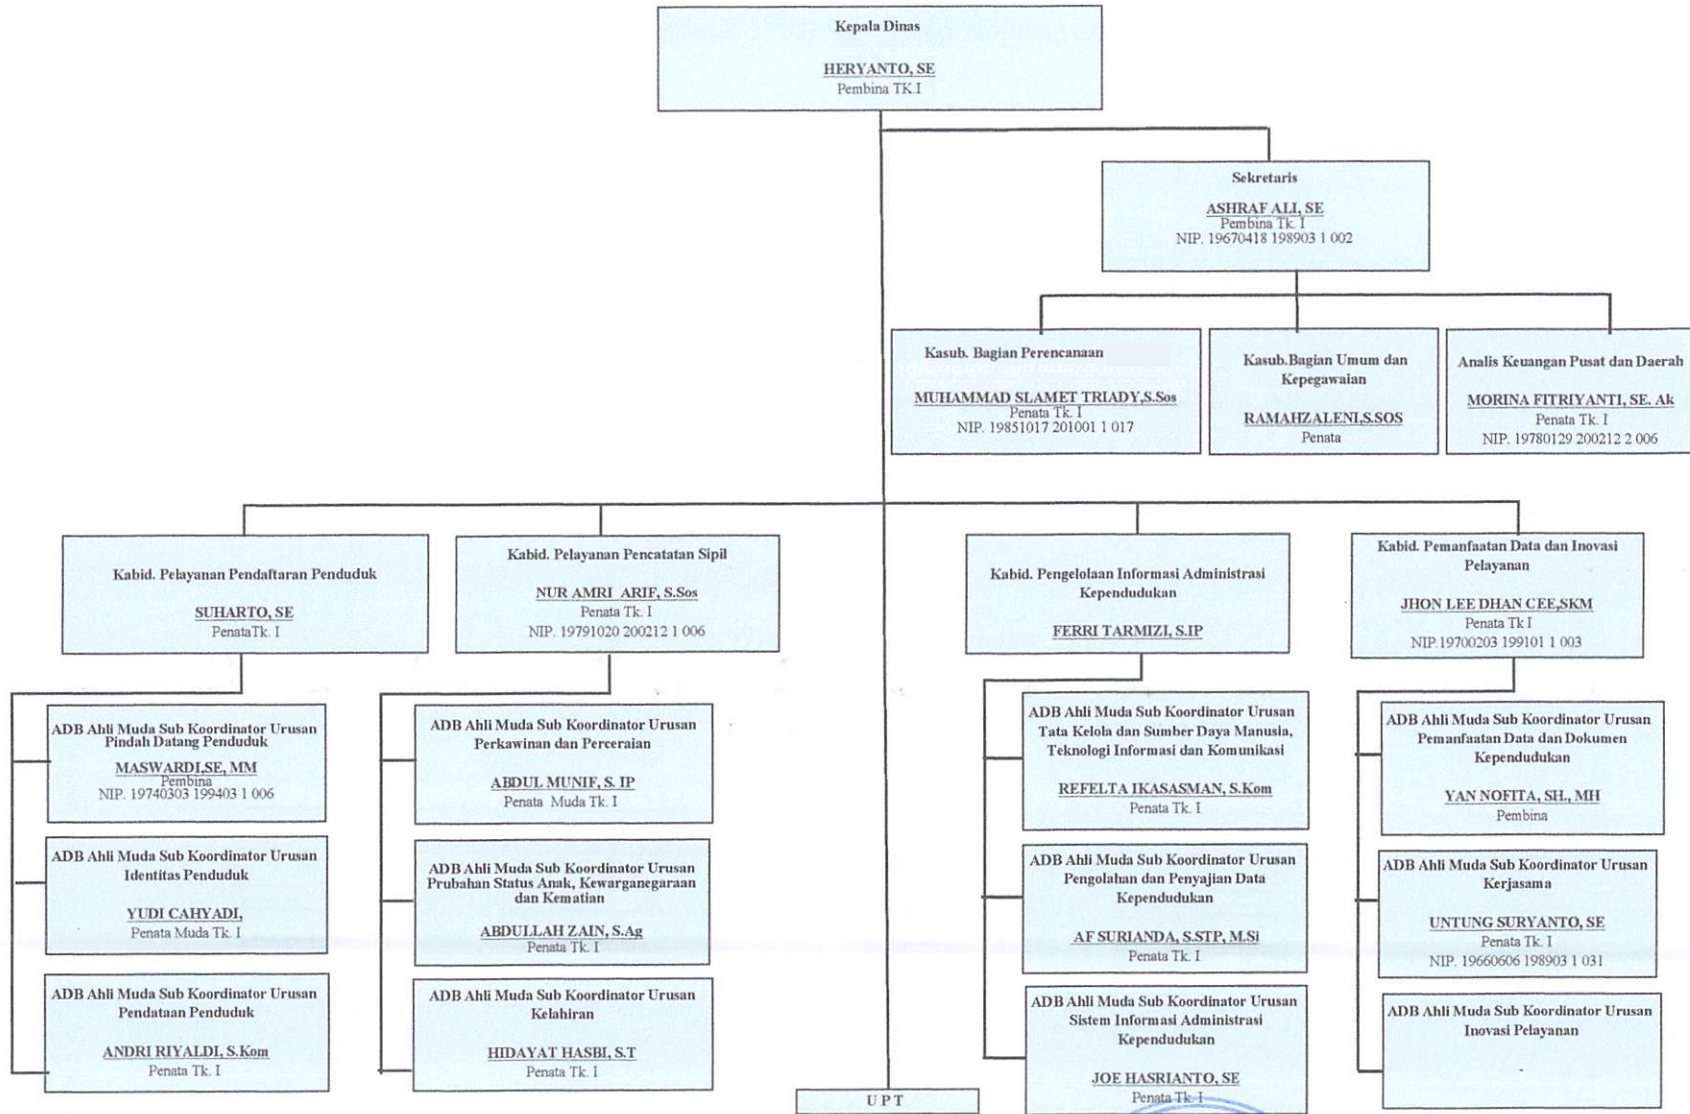 Kepala Dinas
HERYANTO, SE
Pembina TK.I
Sekretaris
ASHRAF ALI, SE
Pembina Tk. I
NIP. 19670418 198903 1 002
Kasub. Bagian Perencanaan
MUHAMMAD SLAMET TRIADY,S.Sos
Penata Tk. I
NIP. 19851017 201001 1 017
Kasub.Bagian Umum dan
Kepegawaian
RAMAHZALENI,S.SOS
Penata
Analis Keuangan Pusat dan Daerah
MORINA FITRIYANTI, SE. Ak
Penata Tk. I
NIP. 19780129 200212 2 006
Kabid. Pelayanan Pendaftaran Penduduk
SUHARTO, SE
PenataTk. I
Kabid. Pelayanan Pencatatan Sipil
NUR AMRI ARIF, S.Sos
Penata Tk. I
NIP. 19791020 200212 1 006
Kabid. Pengelolaan Informasi Administrasi
Kependudukan
FERRI TARMIZI, S.IP
Kabid. Pemanfaatan Data dan Inovasi
Pelayanan
JHON LEE DHAN CEE,SKM
Penata Tk I
NIP.19700203 199101 1 003
ADB Ahli Muda Sub Koordinator Urusan
Pindah Datang Penduduk
MASWARDI,SE, MM
Pembina
NIP. 19740303 199403 1 006
ADB Ahli Muda Sub Koordinator Urusan
Identitas Penduduk
YUDI CAHYADI,
Penata Muda Tk. I
ADB Ahli Muda Sub Koordinator Urusan
Pendataan Penduduk
ANDRI RIYALDI, S.Kom
Penata Tk. I
ADB Ahli Muda Sub Koordinator Urusan
Perkawinan dan Perceraian
ABDUL MUNIF, S. IP
Penata Muda Tk. I
ADB Ahli Muda Sub Koordinator Urusan
Prubahan Status Anak, Kewarganegaraan
dan Kematian
ABDULLAH ZAIN, S.Ag
Penata Tk. I
ADB Ahli Muda Sub Koordinator Urusan
Kelahiran
HIDAYAT HASBI, S.T
Penata Tk. I
ADB Ahli Muda Sub Koordinator Urusan
Tata Kelola dan Sumber Daya Manusia,
Teknologi Informasi dan Komunikasi
REFELTA IKASASMAN, S.Kom
Penata Tk. I
ADB Ahli Muda Sub Koordinator Urusan
Pengolahan dan Penyajian Data
Kependudukan
AF SURIANDA, S.STP, M.Si
Penata Tk. I
ADB Ahli Muda Sub Koordinator Urusan
Sistem Informasi Administrasi
Kependudukan
JOE HASRIANTO, SE
Penata Tk. I
ADB Ahli Muda Sub Koordinator Urusan
Pemanfaatan Data dan Dokumen
Kependudukan
YAN NOFITA, SH., MH
Pembina
ADB Ahli Muda Sub Koordinator Urusan
Kerjasama
UNTUNG SURYANTO, SE
Penata Tk. I
NIP. 19660606 198903 1 031
ADB Ahli Muda Sub Koordinator Urusan
Inovasi Pelayanan
-
U P T